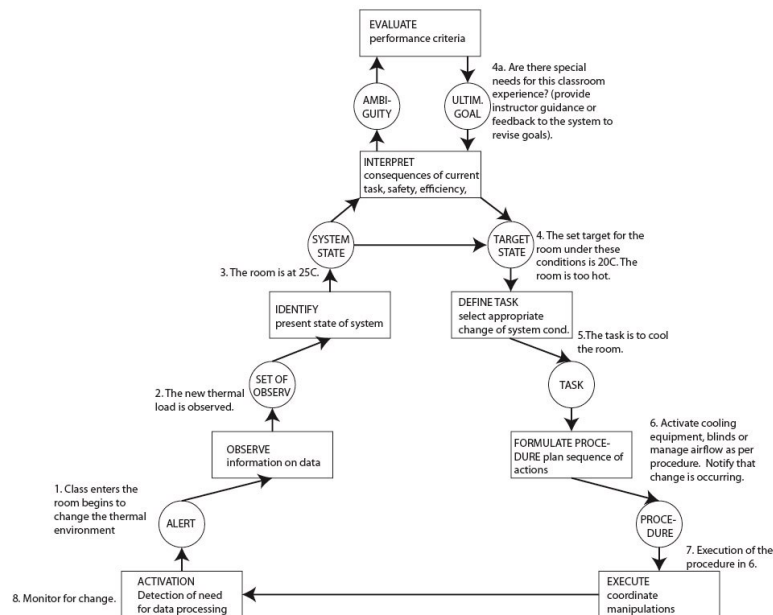 EVALUATE
performance criteria
4a. Are there special
needs for this classroom
experience? (provide
instructor guidance or
feedback to the system to
revise goals).
AMBI-
GUITY
ULTIM.
GOAL
INTERPRET
consequences of current
task, safety, efficiency,
SYSTEM
STATE
TARGET
STATE
4. The set target for the
room under these
conditions is 20C. The
room is too hot.
3. The room is at 25C.
IDENTIFY
present state of system
DEFINE TASK
select appropriate
change of system cond.
5.The task is to cool
the room.
2. The new thermal
load is observed.
SET OF
OBSERV
TASK
OBSERVE
information on data
FORMULATE PROCE-
DURE plan sequence of
actions
6. Activate cooling
equipment, blinds or
manage airflow as per
procedure. Notify that
change is occurring.
1. Class enters the
room begins to
change the thermal
environment
ALERT
PROCE-
DURE
7. Execution of the
procedure in 6.
8. Monitor for change.
ACTIVATION
Detection of need
for data processing
EXECUTE
coordinate
manipulations